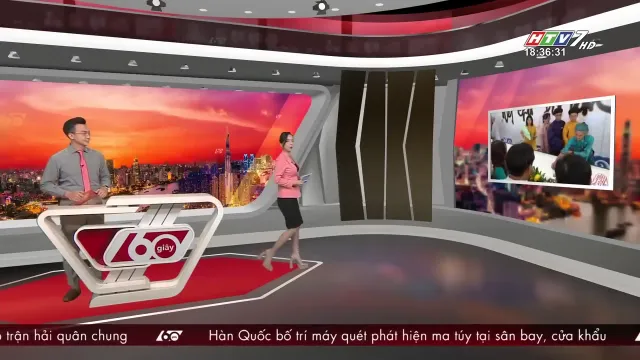 HTV7 HD
18:36:31
60
giây
trận hải quân chung 60 Hàn Quốc bố trí máy quét phát hiện ma túy tại sân bay, cửa khẩu